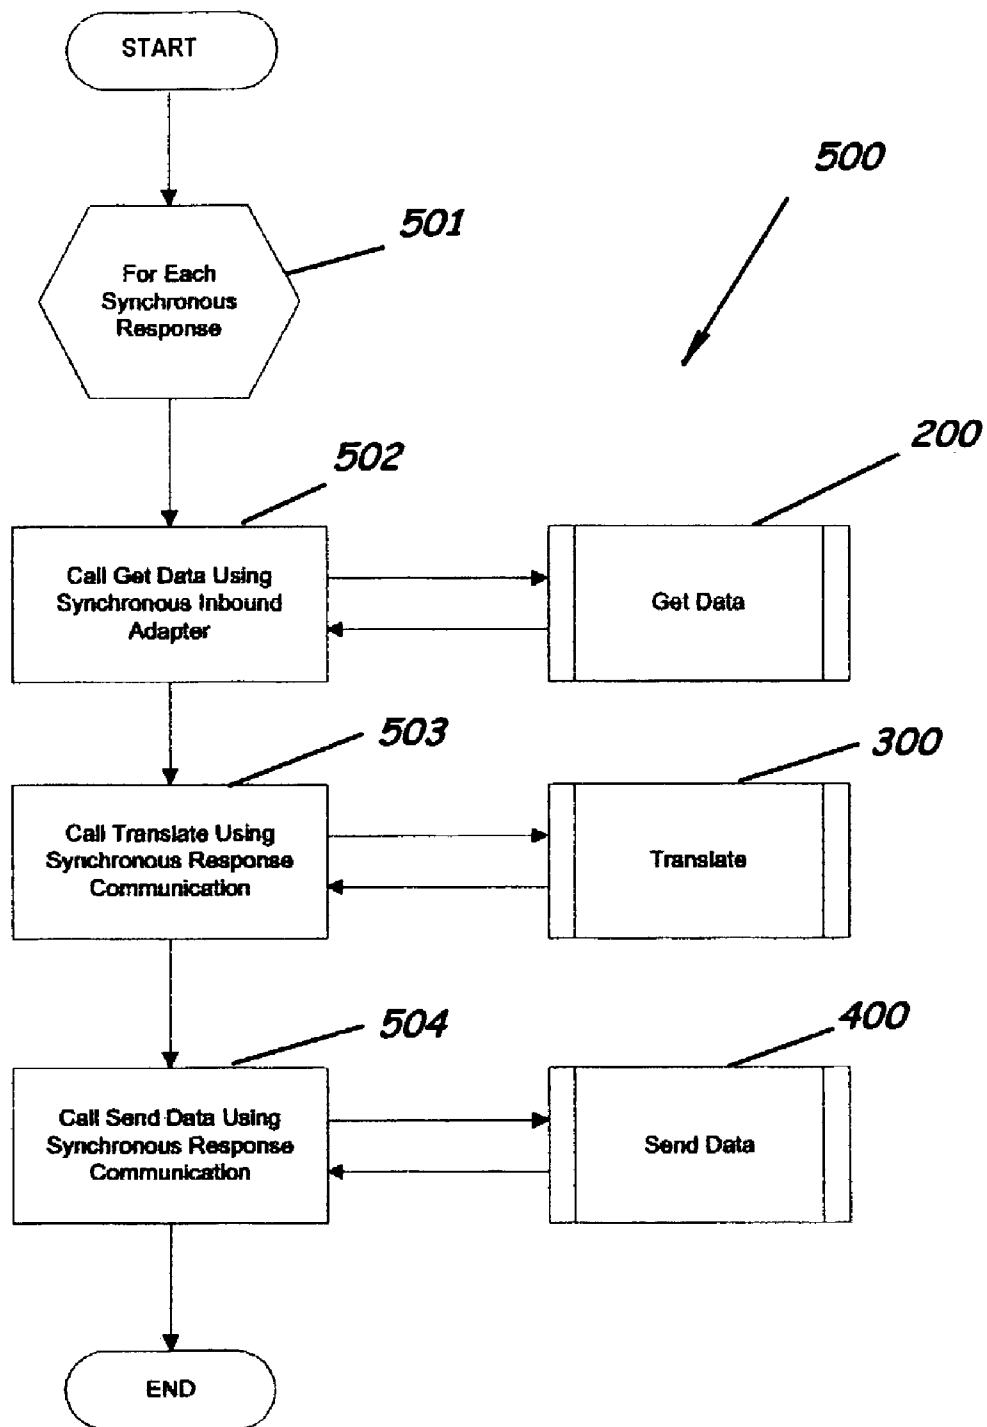 START
500
501
For Each
Synchronous
Response
200
502
Call Get Data Using
Synchronous Inbound
Adapter
Get Data
503
300
Call Translate Using
Synchronous Response
Communication
Translate
504
400
Call Send Data Using
Synchronous Response
Communication
Send Data
END